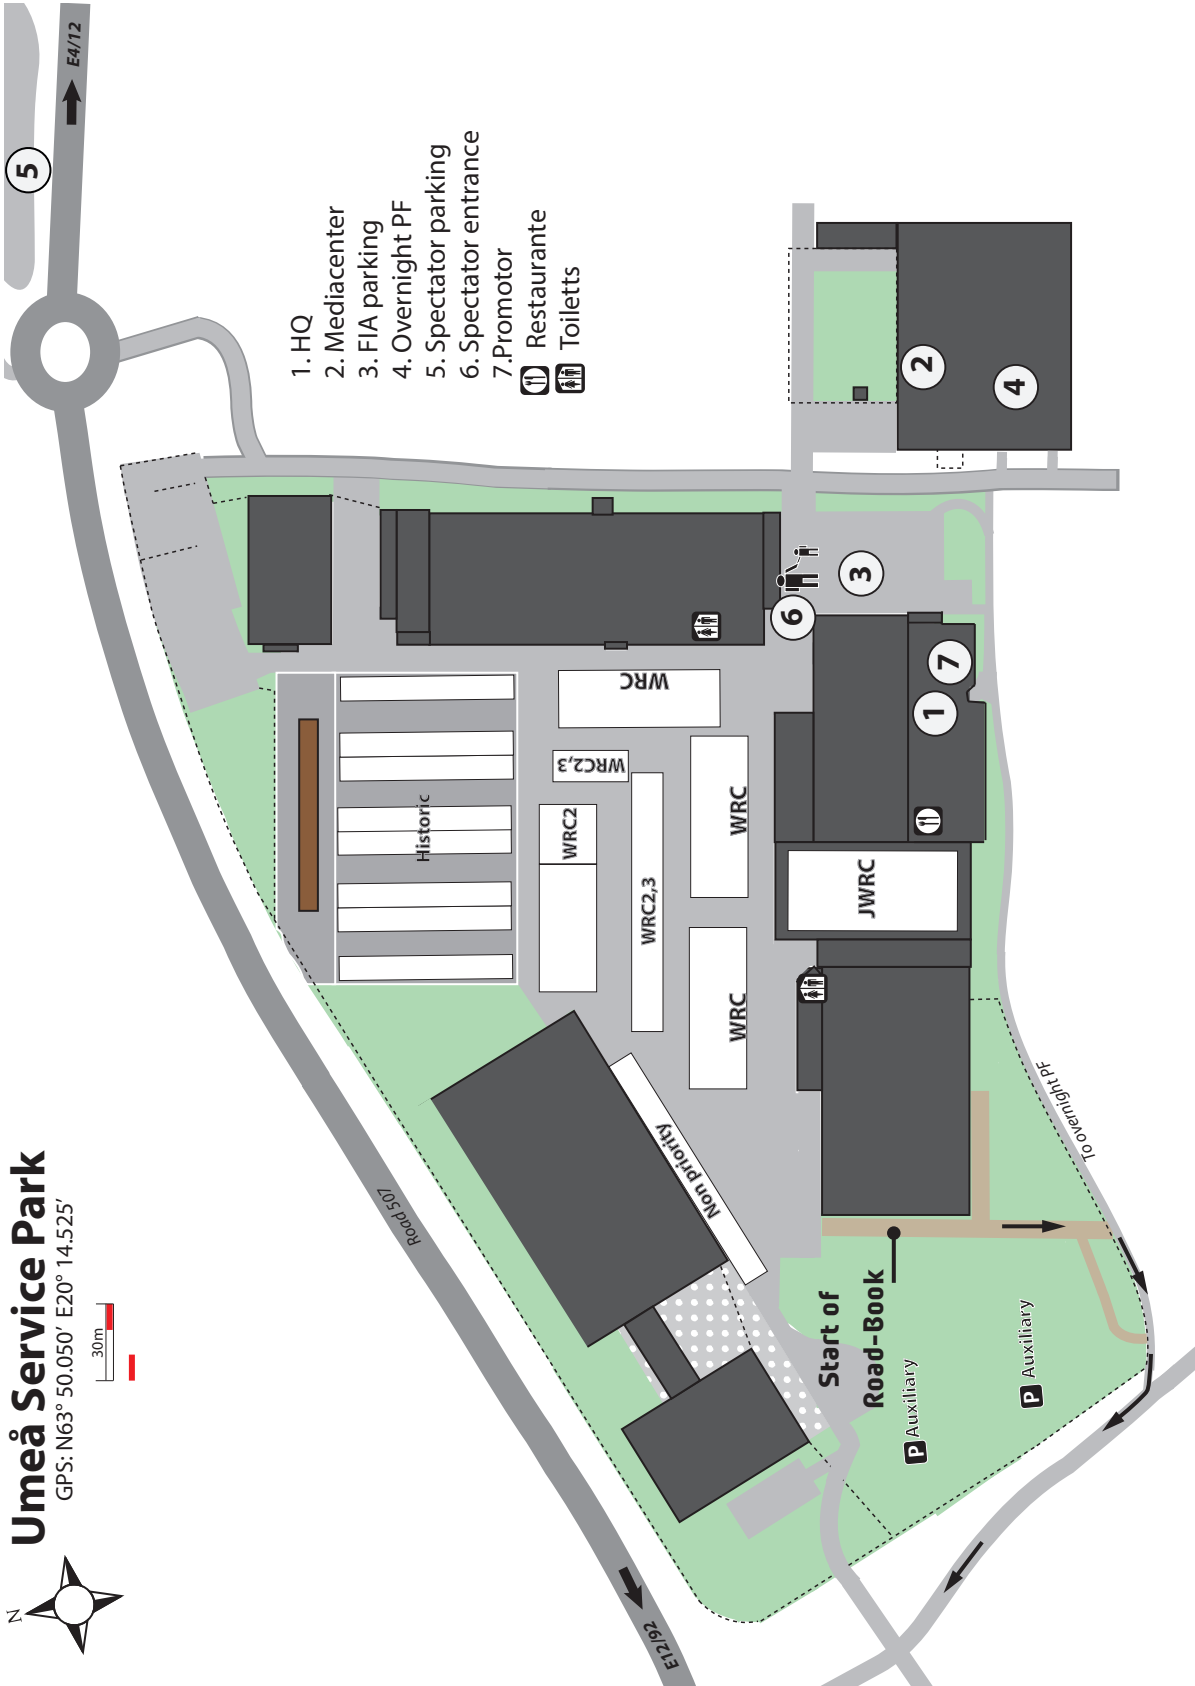 Umeå Service Park
GPS: N63° 50.050’ E20° 14.525’
30m
N
E4/12
5
1. HQ
2. Mediacenter
3. FIA parking
4. Overnight PF
5. Spectator parking
6. Spectator entrance
7.Promotor
Restaurante
Toiletts
Road 507
E12/92
Historic
WRC
WRC2,3
WRC2
WRC2,3
WRC
WRC
Non priority
JWRC
2
4
3
6
7
1
To overnight PF
Start of
Road-Book
P Auxiliary
P Auxiliary